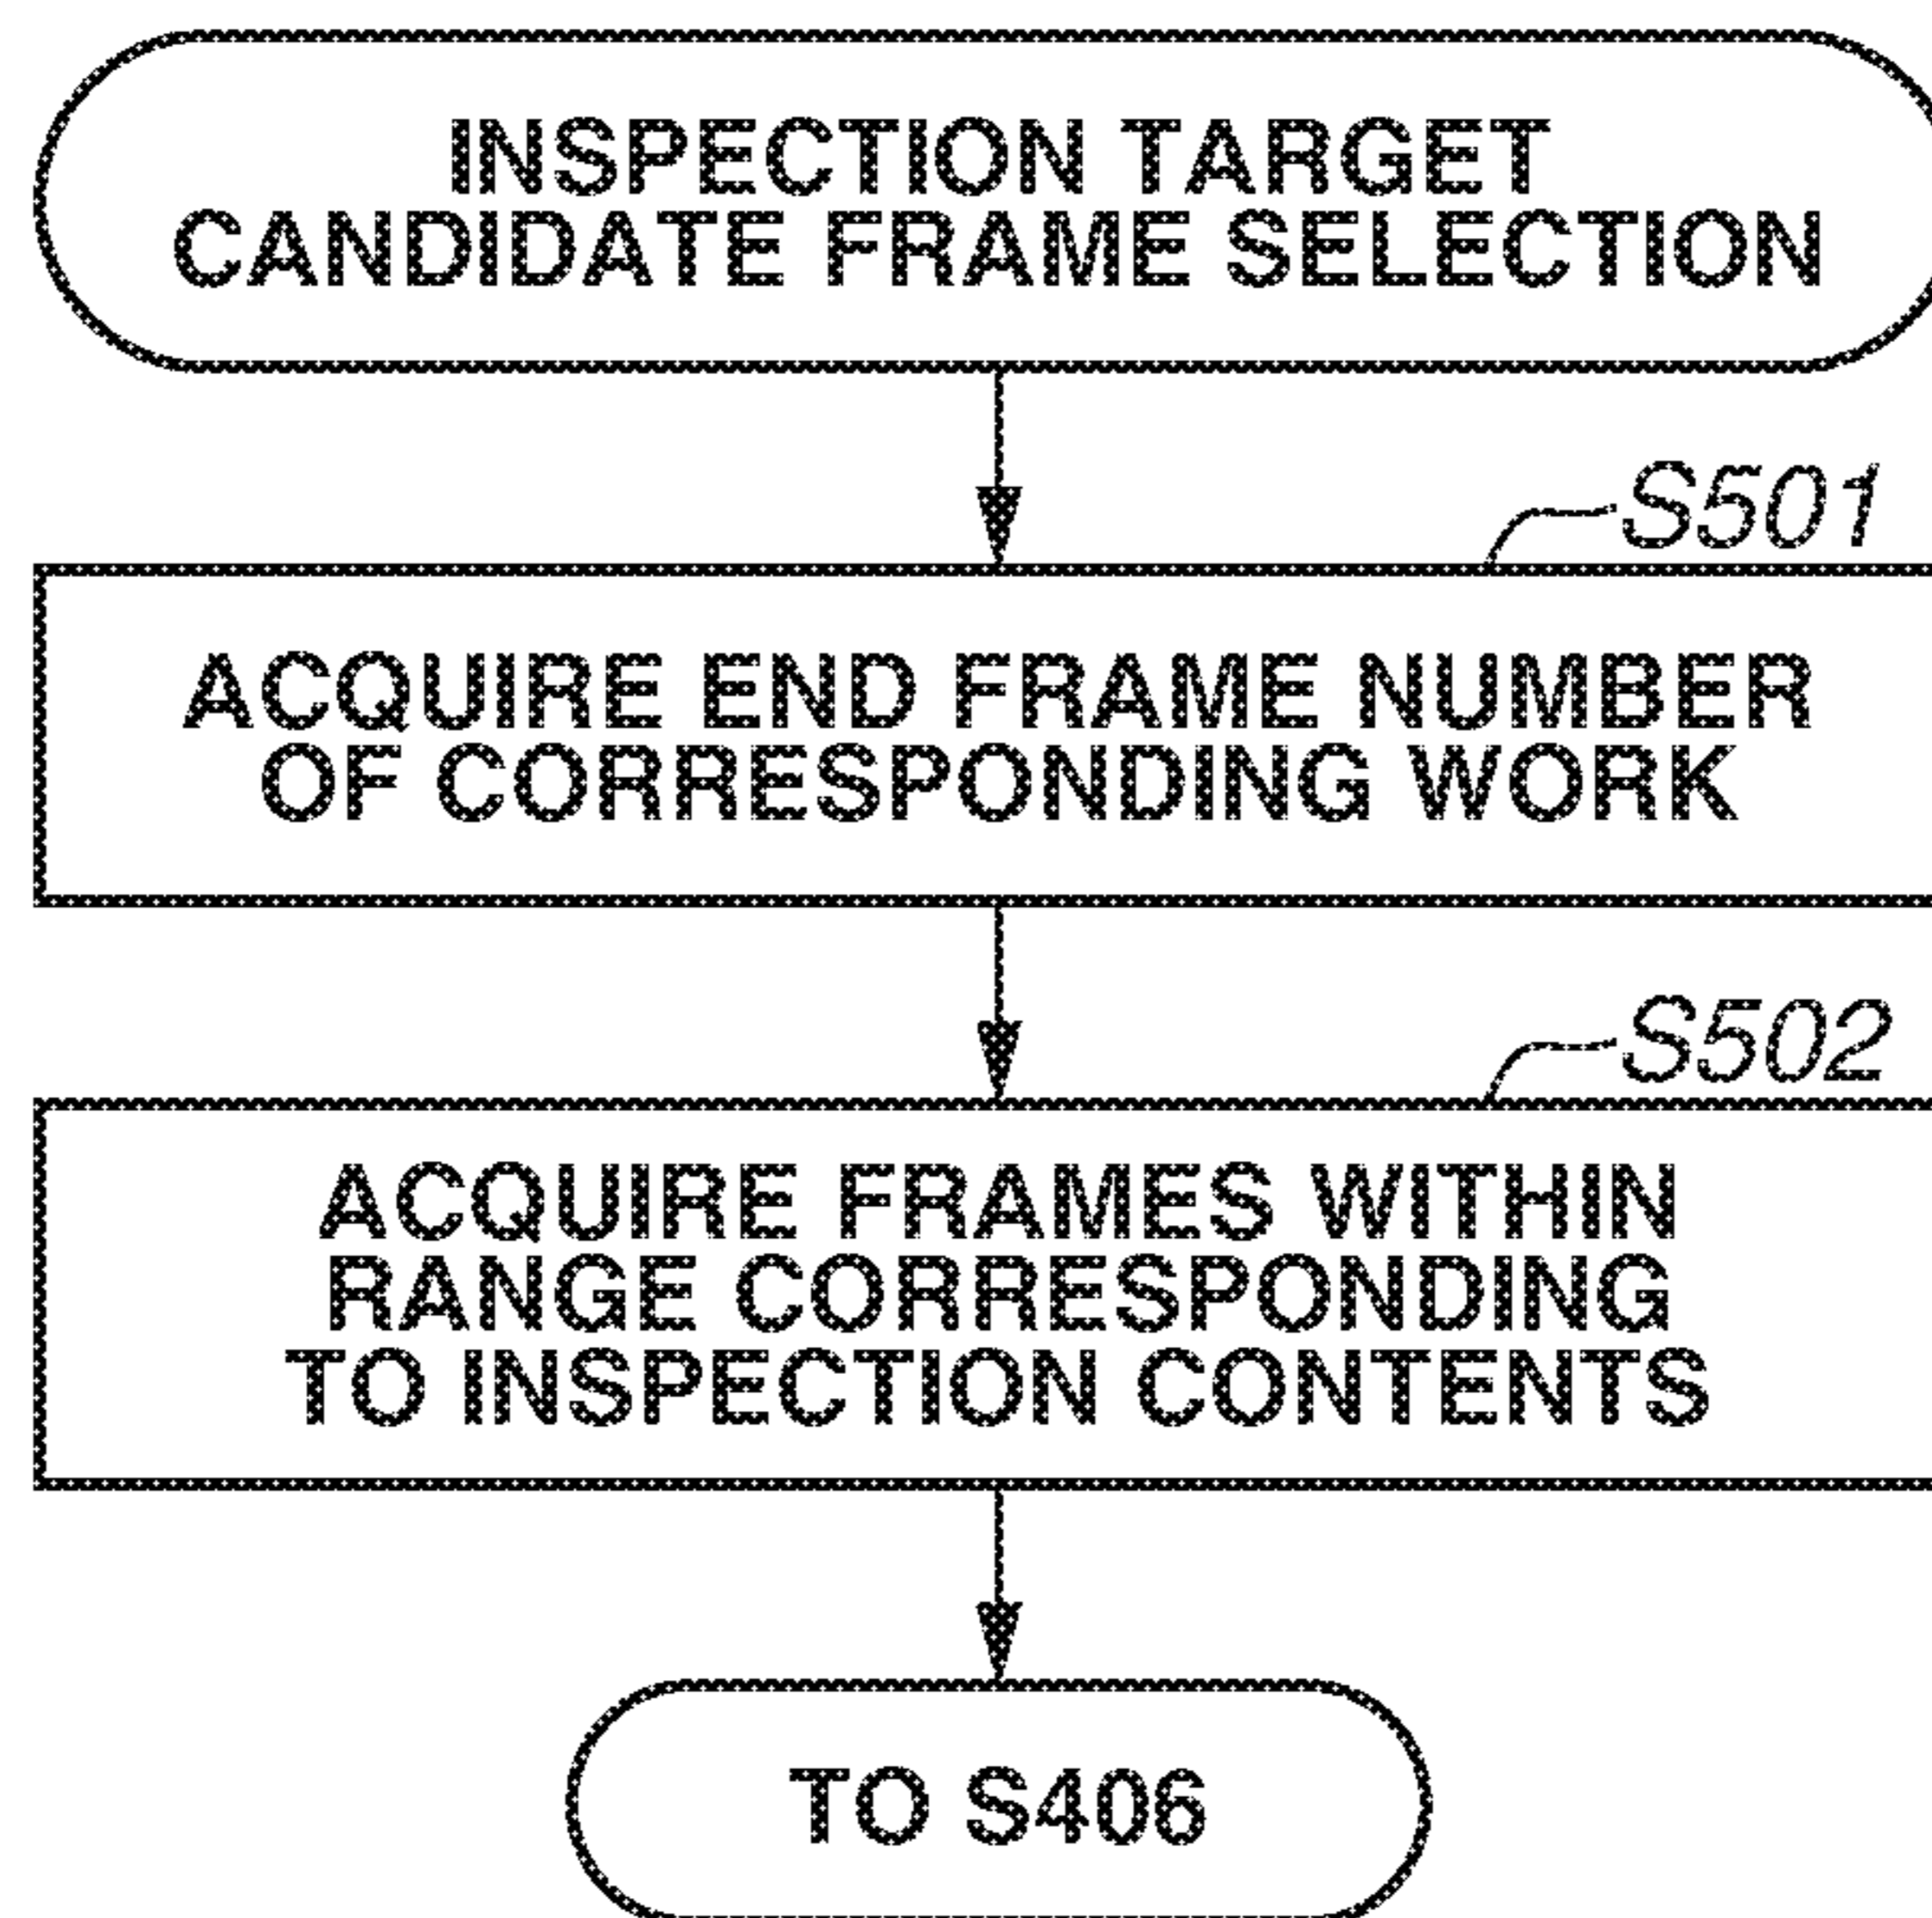 INSPECTION TARGET
CANDIDATE FRAME SELECTION
S501
ACQUIRE END FRAME NUMBER
OF CORRESPONDING WORK
S502
ACQUIRE FRAMES WITHIN
RANGE CORRESPONDING
TO INSPECTION CONTENTS
TO S406